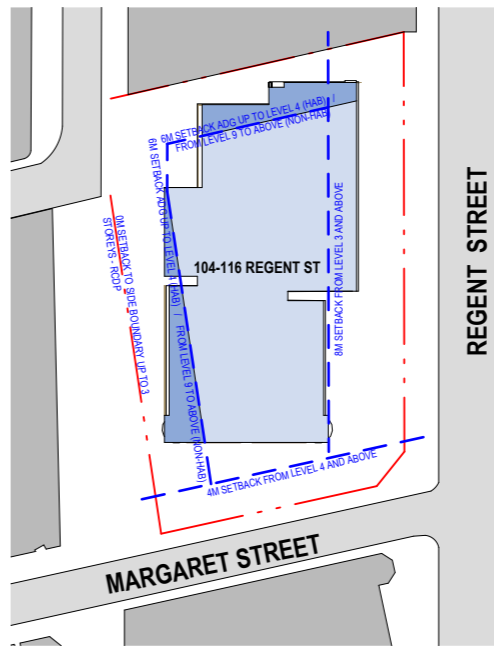 6M SETBACK ADG UP TO LEVEL 4 (HAB) /
FROM LEVEL 9 TO ABOVE (NON-HAB)
6M SETBACK ADG UP TO LEVEL 4 (HAB) / FROM LEVEL 9 TO ABOVE (NON-HAB)
0M SETBACK TO SIDE BOUNDARY UP TO 3
STOREYS - RCDP
104-116 REGENT ST
8M SETBACK FROM LEVEL 3 AND ABOVE
REGENT STREET
4M SETBACK FROM LEVEL 4 AND ABOVE
MARGARET STREET